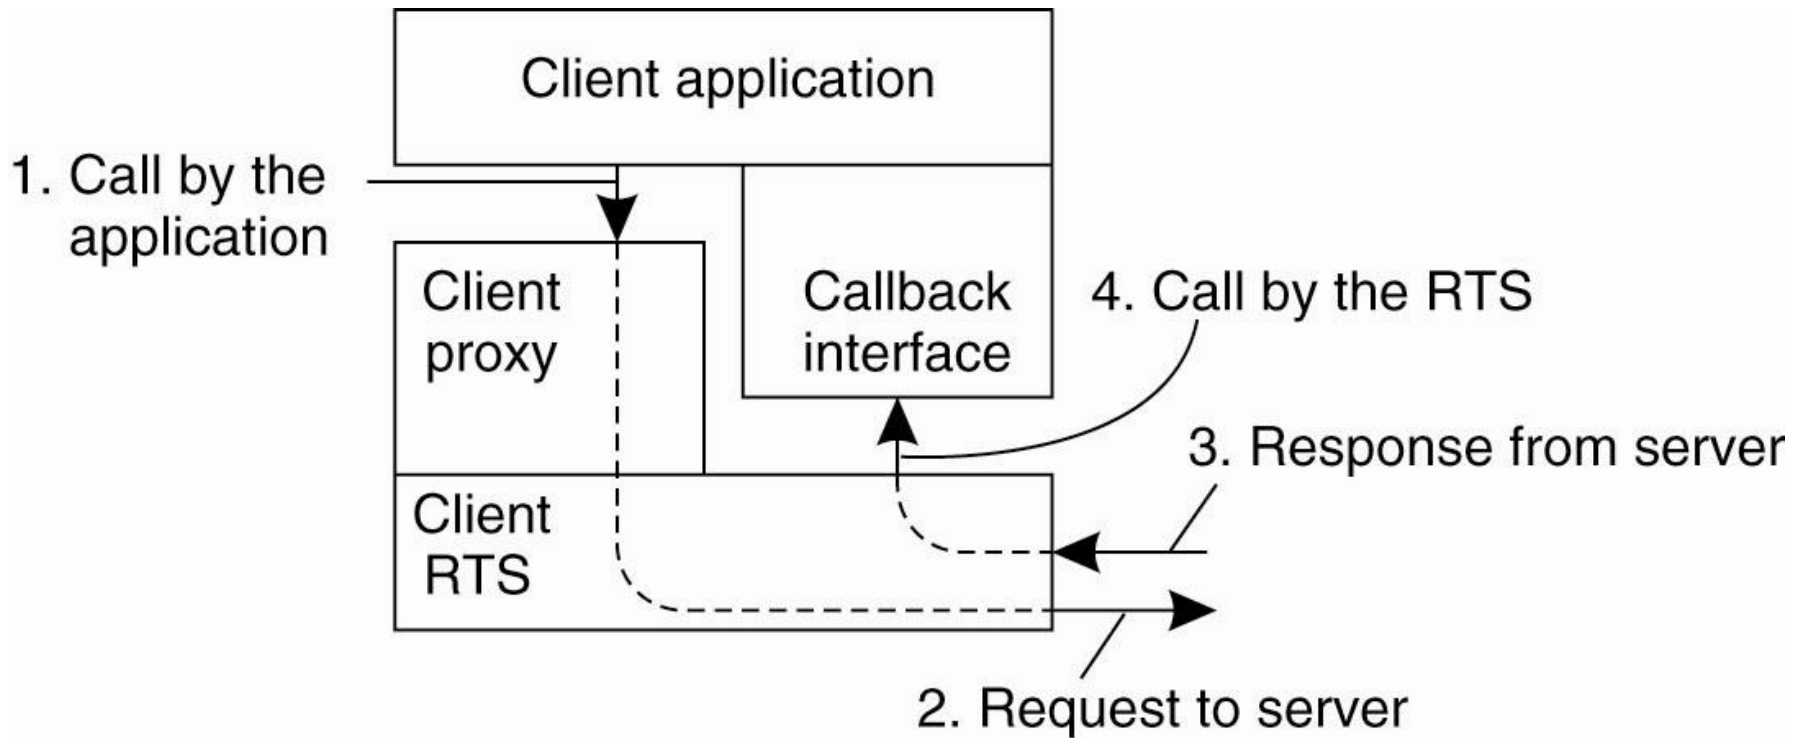 Client application
1. Call by the
application
Client
proxy
Callback
interface
4. Call by the RTS
3. Response from server
Client
RTS
2. Request to server